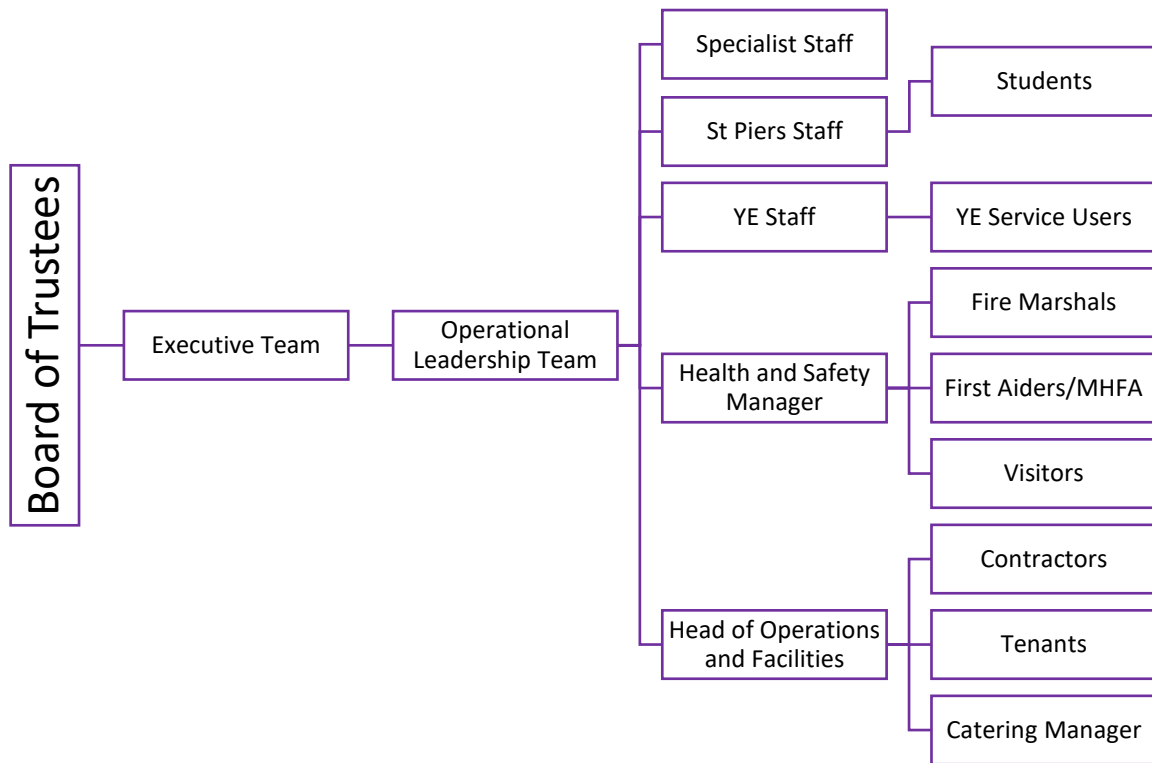 Board of Trustees
Executive Team
Operational
Leadership Team
Specialist Staff
St Piers Staff
Students
YE Staff
YE Service Users
Health and Safety
Manager
Fire Marshals
First Aiders/MHFA
Visitors
Head of Operations
and Facilities
Contractors
Tenants
Catering Manager